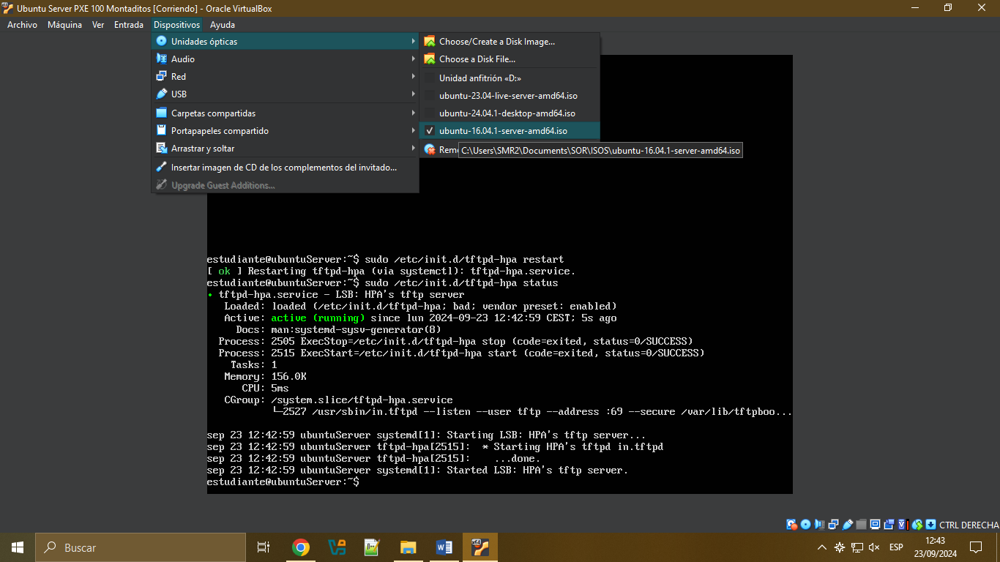 Ubuntu Server PXE 100 Montaditos [Corriendo] - Oracle VirtualBox
Archivo Máquina Ver Entrada Dispositivos Ayuda
Unidades ópticas
Audio
Red
USB
Carpetas compartidas
Portapapeles compartido
Arrastrar y soltar
Insertar imagen de CD de los complementos del invitado...
Upgrade Guest Additions...
Choose/Create a Disk Image...
Choose a Disk File...
Unidad anfitrión «D:»
ubuntu-23.04-live-server-amd64.iso
ubuntu-24.04.1-desktop-amd64.iso
ubuntu-16.04.1-server-amd64.iso
C:\Users\SMR2\Documents\SOR\ISOS\ubuntu-16.04.1-server-amd64.iso
estudiante@ubuntuServer:~$ sudo /etc/init.d/tftpd-hpa restart
[ ok ] Restarting tftpd-hpa (via systemctl): tftpd-hpa.service.
estudiante@ubuntuServer:~$ sudo /etc/init.d/tftpd-hpa status
• tftpd-hpa.service - LSB: HPA's tftp server
Loaded: loaded (/etc/init.d/tftpd-hpa; bad; vendor preset: enabled)
Active: active (running) since lun 2024-09-23 12:42:59 CEST; 5s ago
Docs: man:systemd-sysv-generator(8)
Process: 2505 ExecStop=/etc/init.d/tftpd-hpa stop (code=exited, status=0/SUCCESS)
Process: 2515 ExecStart=/etc/init.d/tftpd-hpa start (code=exited, status=0/SUCCESS)
Tasks: 1
Memory: 156.0K
CPU: 5ms
CGroup: /system.slice/tftpd-hpa.service
└─2527 /usr/sbin/in.tftpd --listen --user tftp --address :69 --secure /var/lib/tftpboo...
sep 23 12:42:59 ubuntuServer systemd[1]: Starting LSB: HPA's tftp server...
sep 23 12:42:59 ubuntuServer tftpd-hpa[2515]:  * Starting HPA's tftpd in.tftpd
sep 23 12:42:59 ubuntuServer tftpd-hpa[2515]:    ...done.
sep 23 12:42:59 ubuntuServer systemd[1]: Started LSB: HPA's tftp server.
estudiante@ubuntuServer:~$
CTRL DERECHA
Buscar
ESP
12:43
23/09/2024